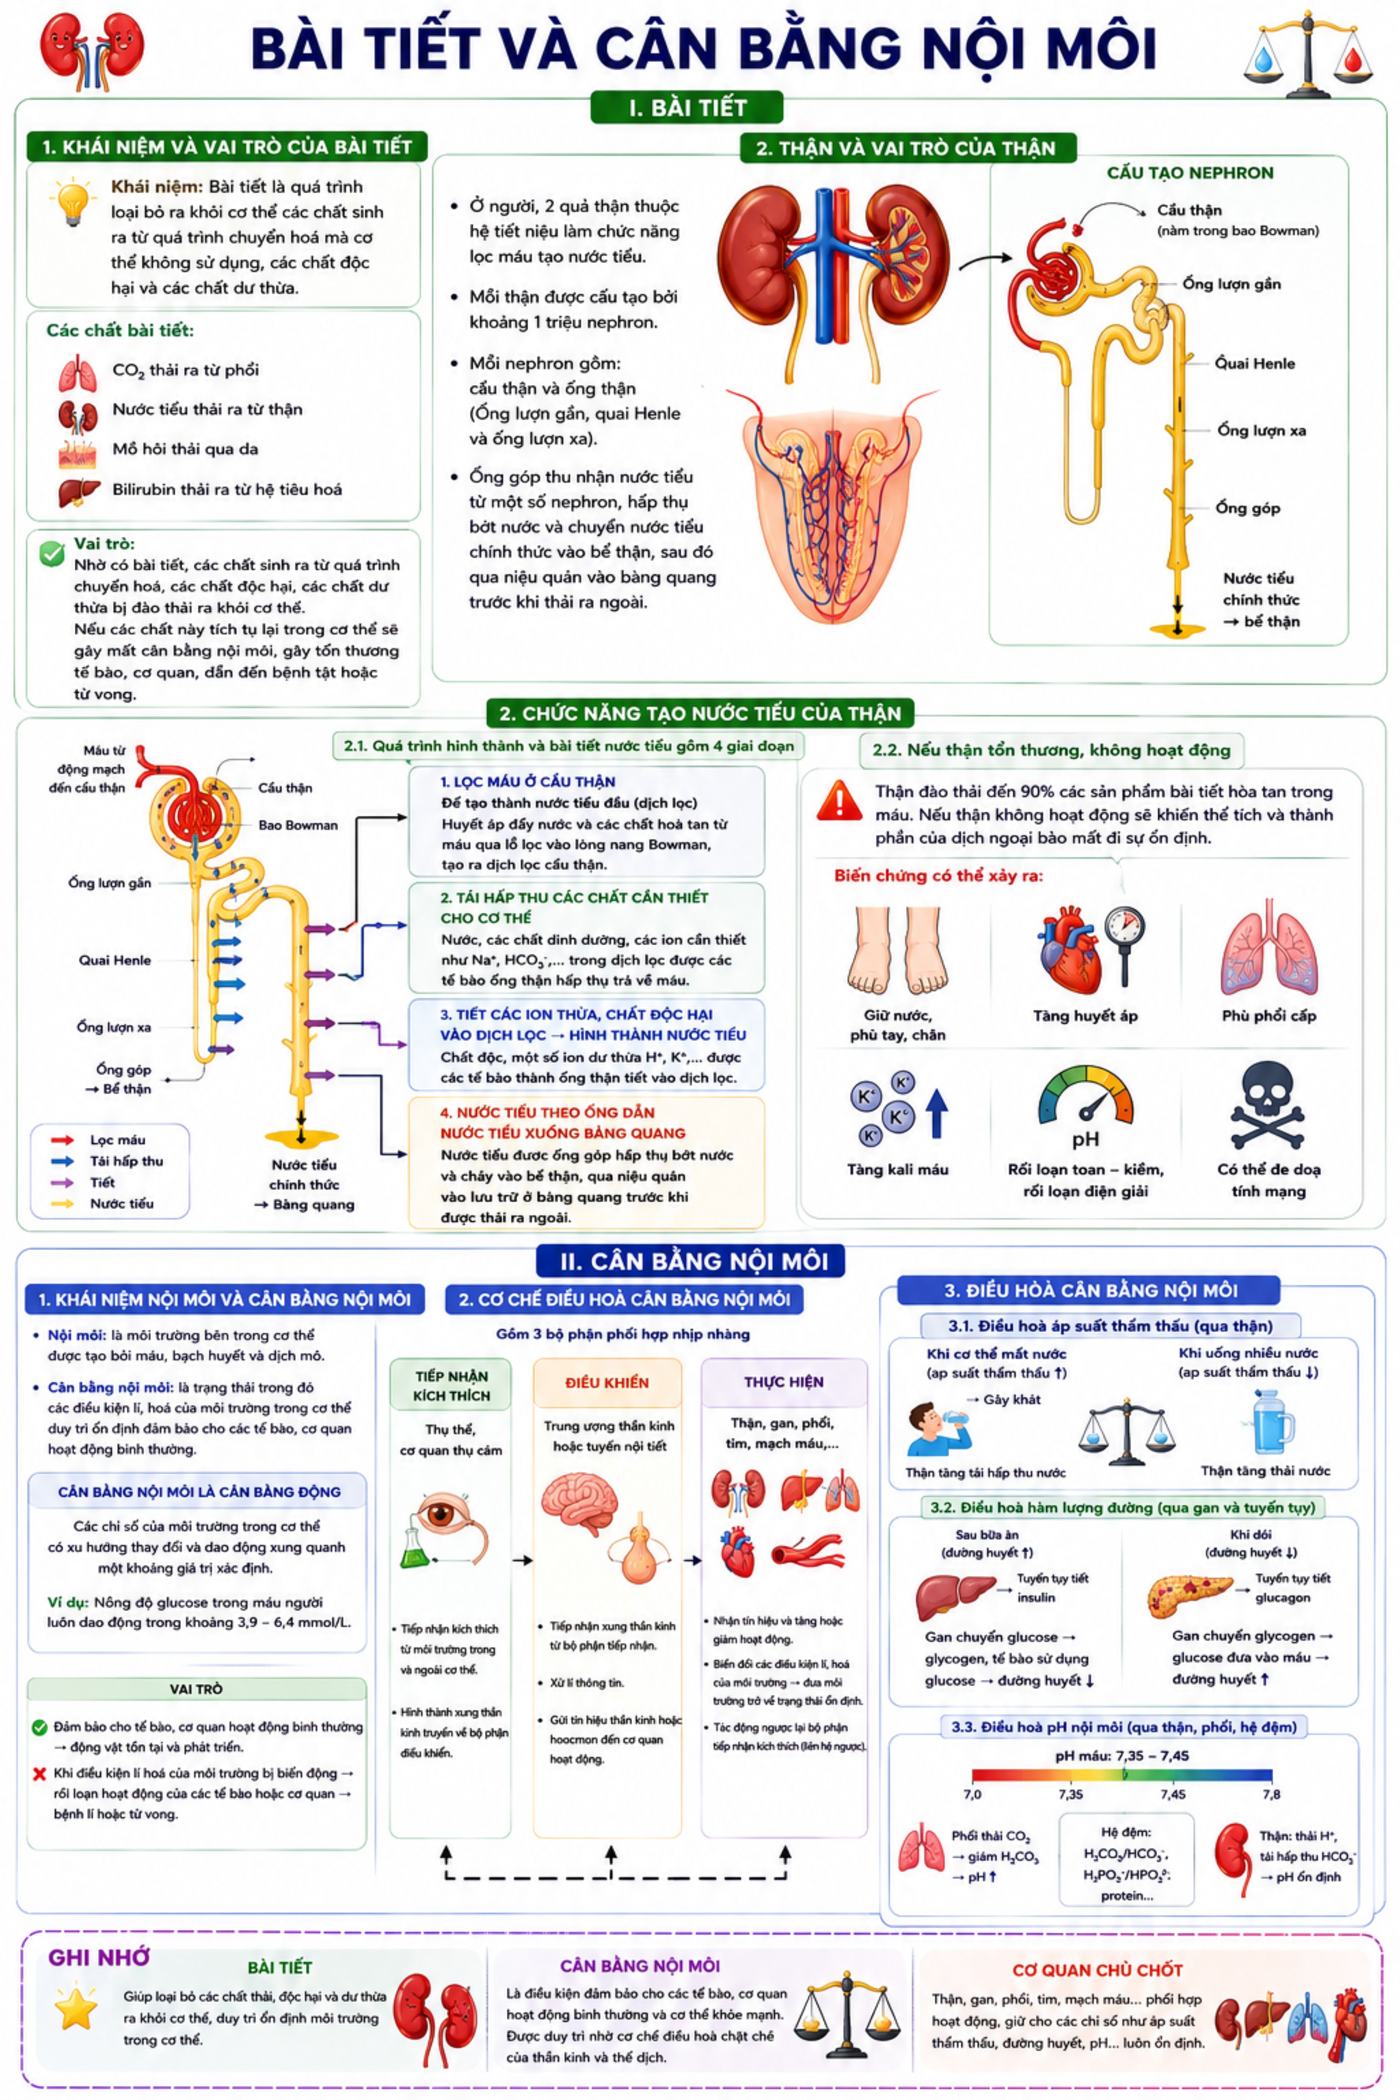 BÀI TIẾT VÀ CÂN BẰNG NỘI MÔI
I. BÀI TIẾT
1. KHÁI NIỆM VÀ VAI TRÒ CỦA BÀI TIẾT
Khái niệm: Bài tiết là quá trình
loại bỏ ra khỏi cơ thể các chất sinh
ra từ quá trình chuyển hoá mà cơ
thể không sử dụng, các chất độc
hại và các chất dư thừa.
Các chất bài tiết:
CO₂ thải ra từ phổi
Nước tiểu thải ra từ thận
Mồ hôi thải qua da
Bilirubin thải ra từ hệ tiêu hoá
Vai trò:
Nhờ có bài tiết, các chất sinh ra từ quá trình
chuyển hoá, các chất độc hại, các chất dư
thừa bị đào thải ra khỏi cơ thể.
Nếu các chất này tích tụ lại trong cơ thể sẽ
gây mất cân bằng nội môi, gây tổn thương
tế bào, cơ quan, dẫn đến bệnh tật hoặc
tử vong.
2. THẬN VÀ VAI TRÒ CỦA THẬN
• Ở người, 2 quả thận thuộc
hệ tiết niệu làm chức năng
lọc máu tạo nước tiểu.
• Mỗi thận được cấu tạo bởi
khoảng 1 triệu nephron.
• Mỗi nephron gồm:
cầu thận và ống thận
(Ống lượn gần, quai Henle
và ống lượn xa).
• Ống góp thu nhận nước tiểu
từ một số nephron, hấp thụ
bớt nước và chuyển nước tiểu
chính thức vào bể thận, sau đó
qua niệu quản vào bàng quang
trước khi thải ra ngoài.
CẤU TẠO NEPHRON
Cầu thận
(nằm trong bao Bowman)
Ống lượn gần
Quai Henle
Ống lượn xa
Ống góp
Nước tiểu
chính thức
→ bể thận
2. CHỨC NĂNG TẠO NƯỚC TIỂU CỦA THẬN
Máu từ
động mạch
đến cầu thận
Cầu thận
Bao Bowman
Ống lượn gần
Quai Henle
Ống lượn xa
Ống góp
→ Bể thận
Lọc máu
Tái hấp thu
Tiết
Nước tiểu
Nước tiểu
chính thức
→ Bàng quang
2.1. Quá trình hình thành và bài tiết nước tiểu gồm 4 giai đoạn
1. LỌC MÁU Ở CẦU THẬN
Để tạo thành nước tiểu đầu (dịch lọc)
Huyết áp đẩy nước và các chất hoà tan từ
máu qua lỗ lọc vào lòng nang Bowman,
tạo ra dịch lọc cầu thận.
2. TÁI HẤP THU CÁC CHẤT CẦN THIẾT
CHO CƠ THỂ
Nước, các chất dinh dưỡng, các ion cần thiết
như Na⁺, HCO₃⁻,... trong dịch lọc được các
tế bào ống thận hấp thụ trả về máu.
3. TIẾT CÁC ION THỪA, CHẤT ĐỘC HẠI
VÀO DỊCH LỌC → HÌNH THÀNH NƯỚC TIỂU
Chất độc, một số ion dư thừa H⁺, K⁺,... được
các tế bào thành ống thận tiết vào dịch lọc.
4. NƯỚC TIỂU THEO ỐNG DẪN
NƯỚC TIỂU XUỐNG BÀNG QUANG
Nước tiểu được ống góp hấp thụ bớt nước
và chảy vào bể thận, qua niệu quản
vào lưu trữ ở bàng quang trước khi
được thải ra ngoài.
2.2. Nếu thận tổn thương, không hoạt động
Thận đào thải đến 90% các sản phẩm bài tiết hòa tan trong
máu. Nếu thận không hoạt động sẽ khiến thể tích và thành
phần của dịch ngoại bào mất đi sự ổn định.
Biến chứng có thể xảy ra:
Giữ nước,
phù tay, chân
Tăng huyết áp
Phù phổi cấp
K⁺
K⁺
K⁺
K⁺
Tăng kali máu
pH
Rối loạn toan – kiềm,
rối loạn điện giải
Có thể đe doạ
tính mạng
II. CÂN BẰNG NỘI MÔI
1. KHÁI NIỆM NỘI MÔI VÀ CÂN BẰNG NỘI MÔI
• Nội môi: là môi trường bên trong cơ thể
được tạo bởi máu, bạch huyết và dịch mô.
• Cân bằng nội môi: là trạng thái trong đó
các điều kiện lí, hoá của môi trường trong cơ thể
duy trì ổn định đảm bảo cho các tế bào, cơ quan
hoạt động bình thường.
CÂN BẰNG NỘI MÔI LÀ CÂN BẰNG ĐỘNG
Các chỉ số của môi trường trong cơ thể
có xu hướng thay đổi và dao động xung quanh
một khoảng giá trị xác định.
Ví dụ: Nồng độ glucose trong máu người
luôn dao động trong khoảng 3,9 – 6,4 mmol/L.
VAI TRÒ
Đảm bảo cho tế bào, cơ quan hoạt động bình thường
→ động vật tồn tại và phát triển.
Khi điều kiện lí hoá của môi trường bị biến động →
rối loạn hoạt động của các tế bào hoặc cơ quan →
bệnh lí hoặc tử vong.
2. CƠ CHẾ ĐIỀU HOÀ CÂN BẰNG NỘI MÔI
Gồm 3 bộ phận phối hợp nhịp nhàng
TIẾP NHẬN
KÍCH THÍCH
Thụ thể,
cơ quan thụ cảm
• Tiếp nhận kích thích
từ môi trường trong
và ngoài cơ thể.
• Hình thành xung thần
kinh truyền về bộ phận
điều khiển.
ĐIỀU KHIỂN
Trung ương thần kinh
hoặc tuyến nội tiết
• Tiếp nhận xung thần kinh
từ bộ phận tiếp nhận.
• Xử lí thông tin.
• Gửi tín hiệu thần kinh hoặc
hoocmon đến cơ quan
hoạt động.
THỰC HIỆN
Thận, gan, phổi,
tim, mạch máu,...
• Nhận tín hiệu và tăng hoặc
giảm hoạt động.
• Biến đổi các điều kiện lí, hoá
của môi trường → đưa môi
trường trở về trạng thái ổn định.
• Tác động ngược lại bộ phận
tiếp nhận kích thích (liên hệ ngược).
3. ĐIỀU HOÀ CÂN BẰNG NỘI MÔI
3.1. Điều hoà áp suất thẩm thấu (qua thận)
Khi cơ thể mất nước
(ap suất thẩm thấu ↑)
→ Gây khát
Thận tăng tái hấp thu nước
Khi uống nhiều nước
(ap suất thẩm thấu ↓)
Thận tăng thải nước
3.2. Điều hoà hàm lượng đường (qua gan và tuyến tụy)
Sau bữa ăn
(đường huyết ↑)
Tuyến tụy tiết
insulin
Gan chuyển glucose →
glycogen, tế bào sử dụng
glucose → đường huyết ↓
Khi đói
(đường huyết ↓)
Tuyến tụy tiết
glucagon
Gan chuyển glycogen →
glucose đưa vào máu →
đường huyết ↑
3.3. Điều hoà pH nội môi (qua thận, phổi, hệ đệm)
pH máu: 7,35 – 7,45
7,0 7,35 7,45 7,8
Phổi thải CO₂
→ giảm H₂CO₃
→ pH ↑
Hệ đệm:
H₂CO₃/HCO₃⁻,
protein...
Thận: thải H⁺,
tái hấp thu HCO₃⁻
→ pH ổn định
GHI NHỚ
BÀI TIẾT
Giúp loại bỏ các chất thải, độc hại và dư thừa
ra khỏi cơ thể, duy trì ổn định môi trường
trong cơ thể.
CÂN BẰNG NỘI MÔI
Là điều kiện đảm bảo cho các tế bào, cơ quan
hoạt động bình thường và cơ thể khỏe mạnh.
Được duy trì nhờ cơ chế điều hoà chặt chẽ
của thần kinh và thể dịch.
CƠ QUAN CHỦ CHỐT
Thận, gan, phổi, tim, mạch máu... phối hợp
hoạt động, giữ cho các chỉ số như áp suất
thẩm thấu, đường huyết, pH... luôn ổn định.